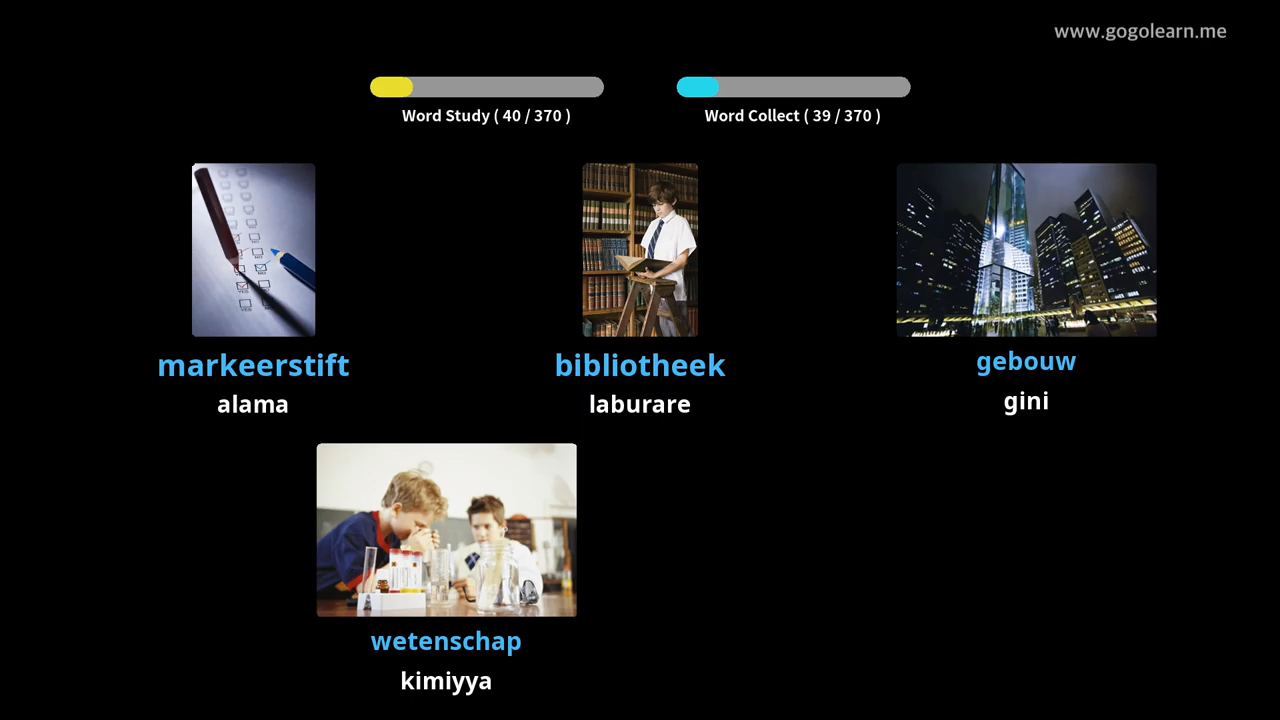 www.gogolearn.me
Word Study ( 40 / 370 )
Word Collect ( 39 / 370 )
markeerstift
alama
bibliotheek
laburare
gebouw
gini
wetenschap
kimiyya